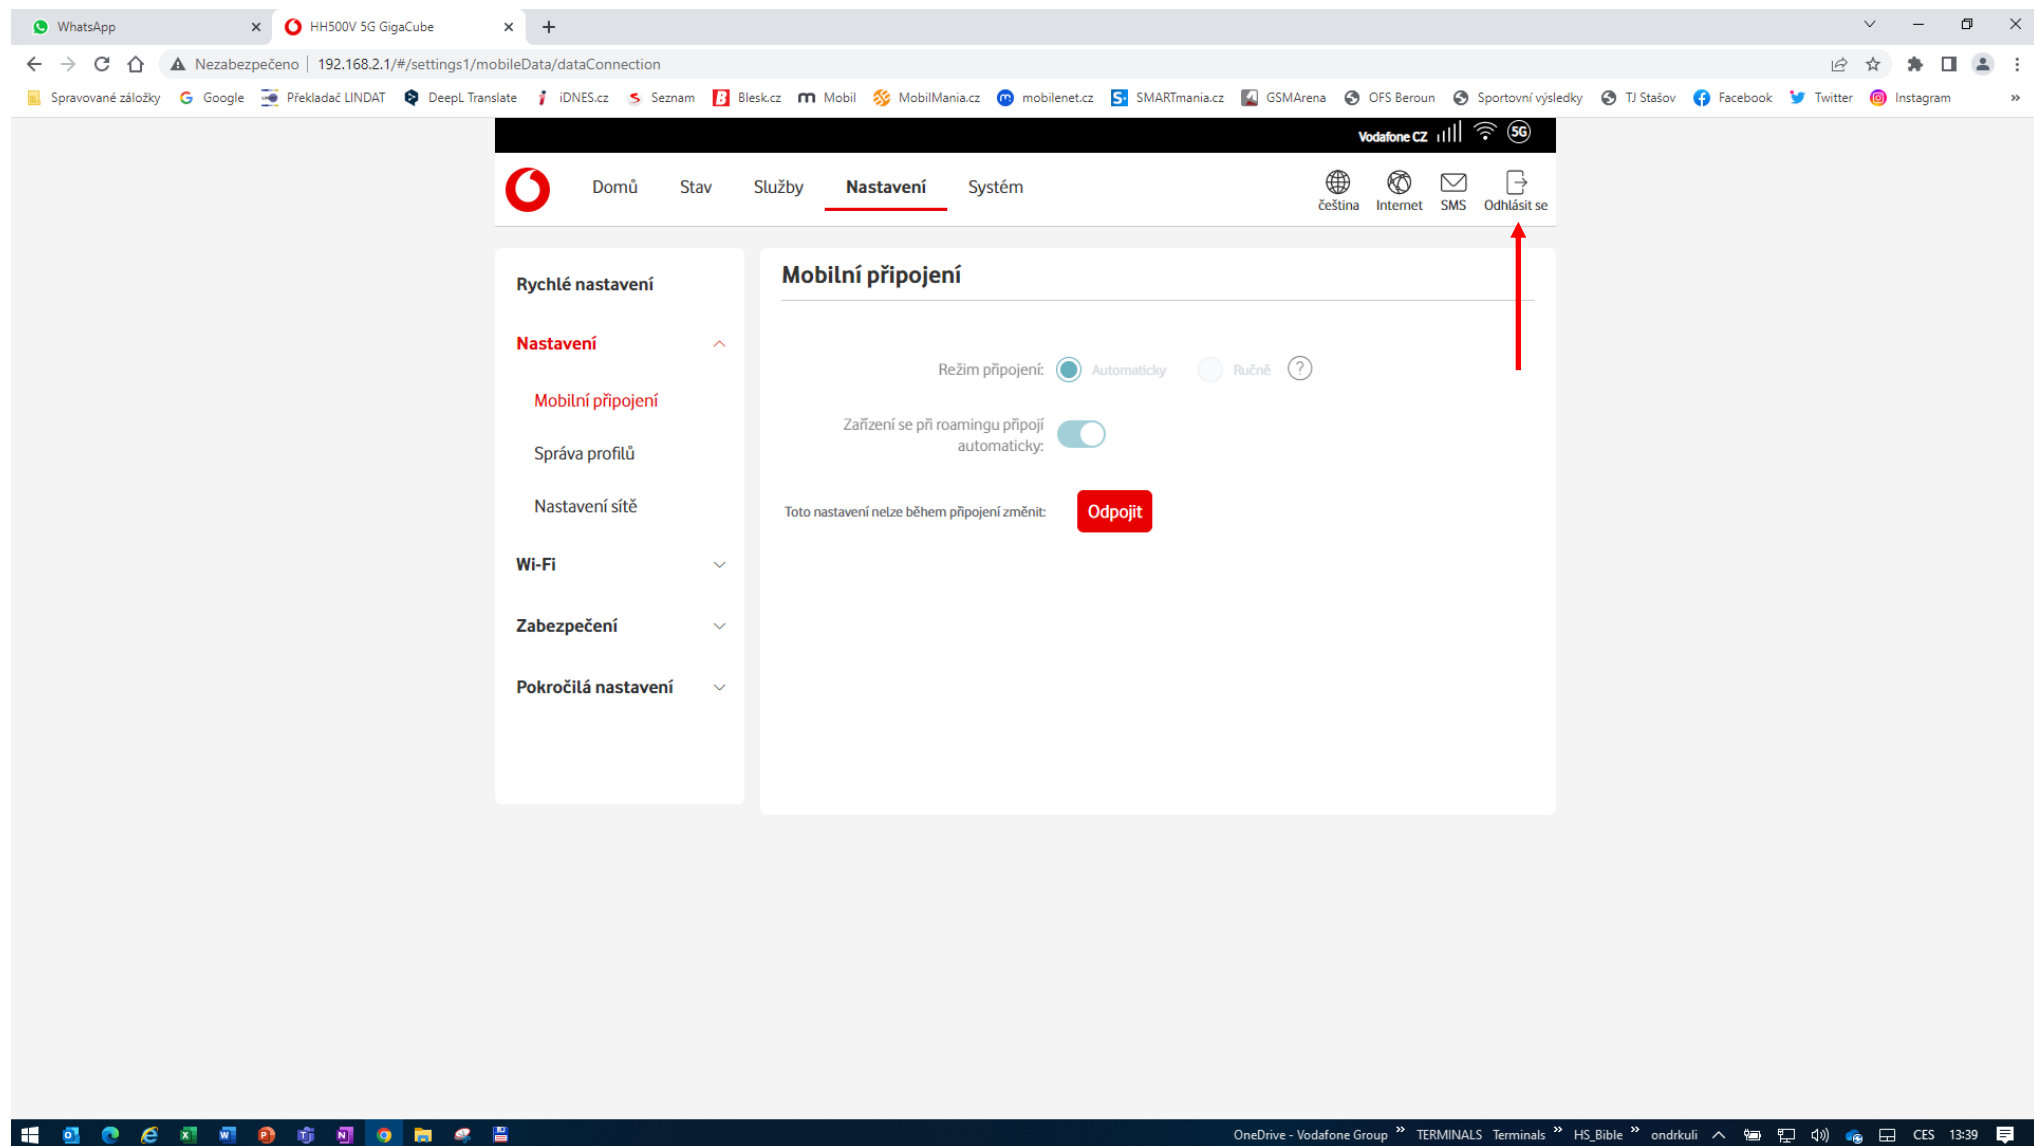 WhatsApp
HH500V 5G GigaCube
Nezabezpečeno | 192.168.2.1/#/settings1/mobileData/dataConnection
Spravované záložky Google Překladač LINDAT DeepL Translate iDNES.cz Seznam Blesk.cz Mobil MobilMania.cz mobilenet.cz SMARTmania.cz GSMArena OFS Beroun Sportovní výsledky TJ Stašov Facebook Twitter Instagram »
Vodafone CZ 5G
Domů Stav Služby Nastavení Systém
čeština Internet SMS Odhlásit se
Rychlé nastavení
Nastavení
Mobilní připojení
Správa profilů
Nastavení sítě
Wi-Fi
Zabezpečení
Pokročilá nastavení
Mobilní připojení
Režim připojení: Automaticky Ručně ?
Zařízení se při roamingu připojí
automaticky:
Toto nastavení nelze během připojení změnit: Odpojit
OneDrive - Vodafone Group » TERMINALS Terminals » HS_Bible » ondrkuli CES 13:39